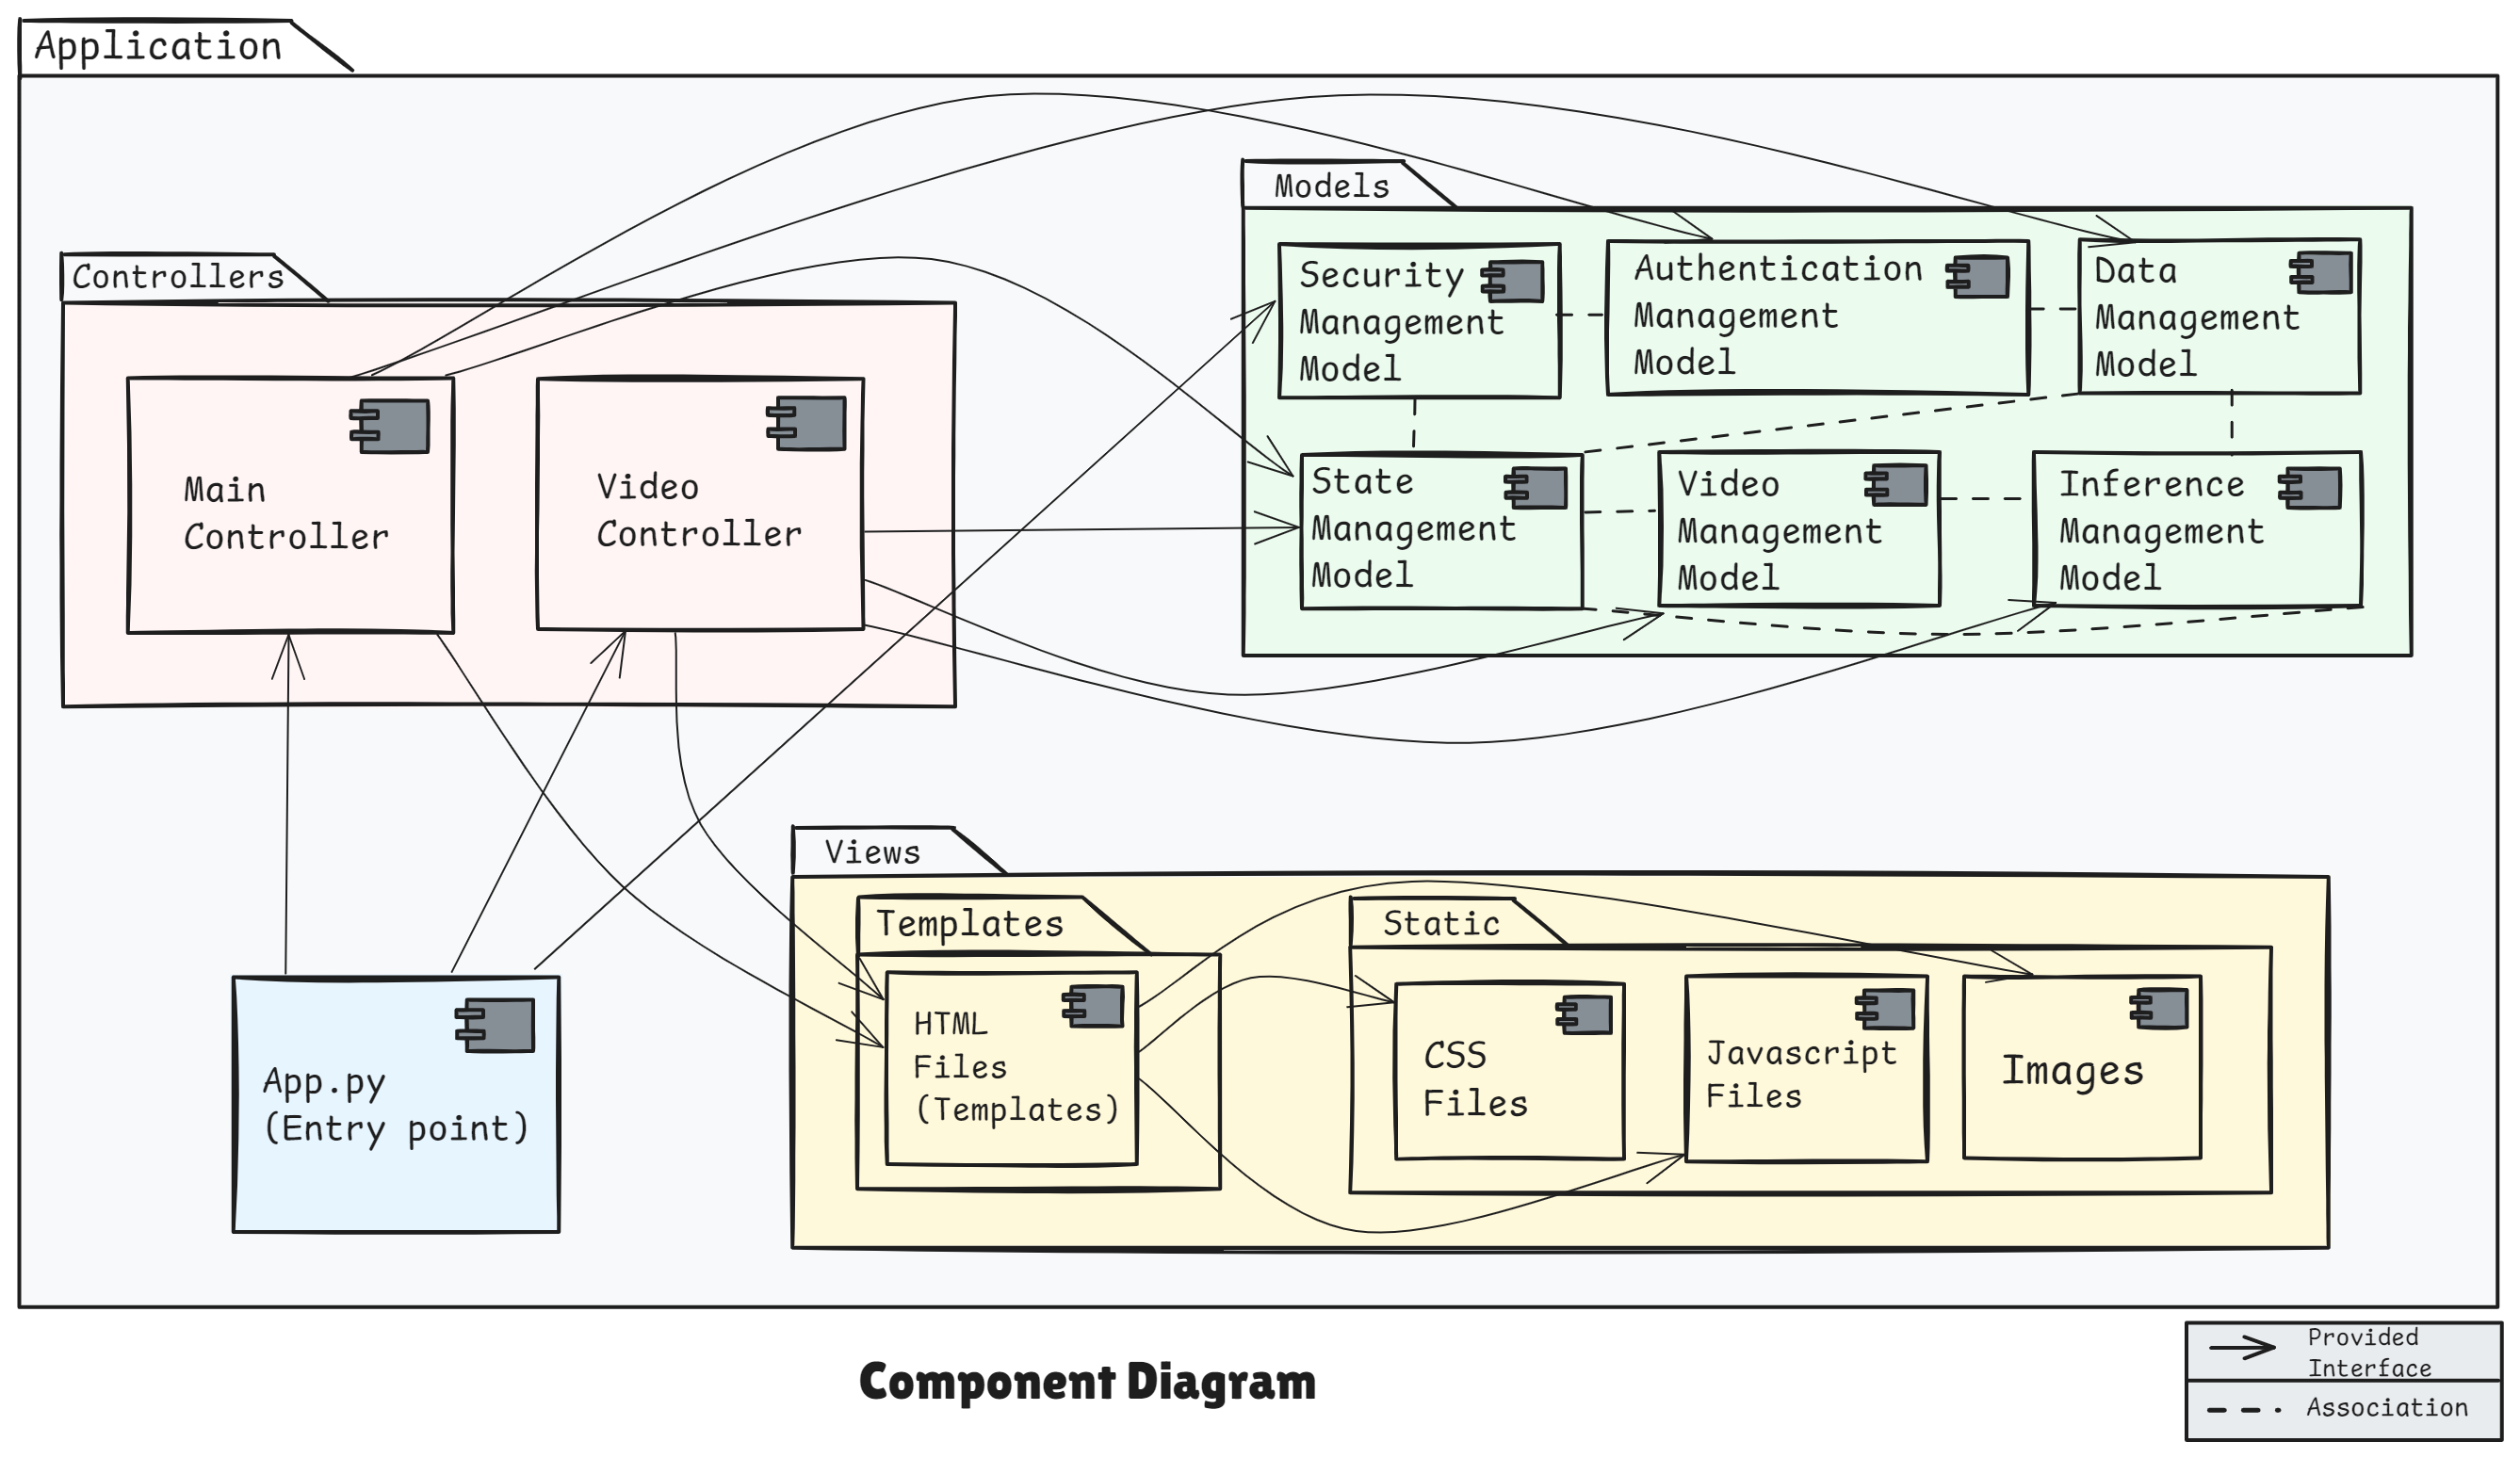 Application
Models
Controllers
Security
Management
Model
Authentication
Management
Model
Data
Management
Model
Main
Controller
Video
Controller
State
Management
Model
Video
Management
Model
Inference
Management
Model
Views
Templates
Static
HTML
Files
(Templates)
CSS
Files
Javascript
Files
Images
App.py
(Entry point)
Component Diagram
Provided
Interface
Association